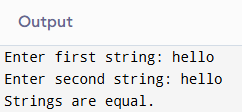 Output
Enter first string: hello
Enter second string: hello
Strings are equal.